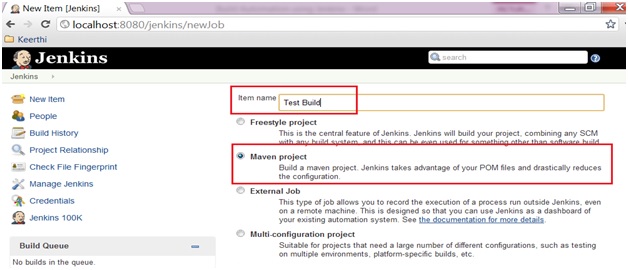 New Item [Jenkins]
https://localhost:8080/jenkins/newJob
Keerthi
Jenkins
search
Jenkins
New Item
People
Build History
Project Relationship
Check File Fingerprint
Manage Jenkins
Credentials
Jenkins 100K
Build Queue
No builds in the queue.
Item name
Test Build
Freestyle project
This is the central feature of Jenkins. Jenkins will build your project, combining any SCM
with any build system, and this can be even used for something other than software build.
Maven project
Build a maven project. Jenkins takes advantage of your POM files and drastically reduces
the configuration.
External Job
This type of job allows you to record the execution of a process run outside Jenkins, even
on a remote machine. This is designed so that you can use Jenkins as a dashboard of
your existing automation system. See the documentation for more details.
Multi-configuration project
Suitable for projects that need a large number of different configurations, such as testing
on multiple environments, platform-specific builds, etc.